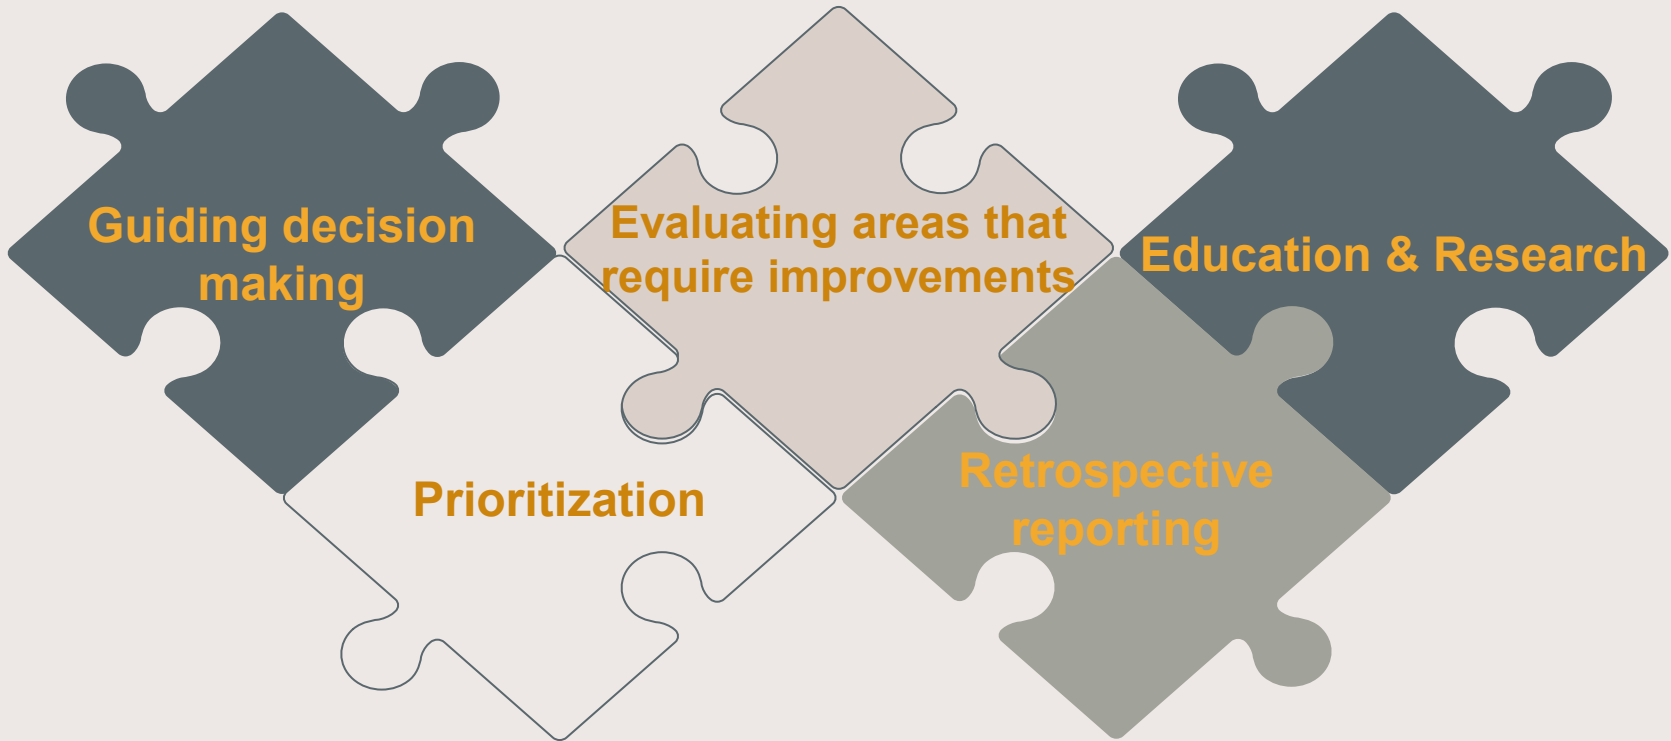 Guiding decision
making
Evaluating areas that
require improvements
Education & Research
Prioritization
Retrospective
reporting